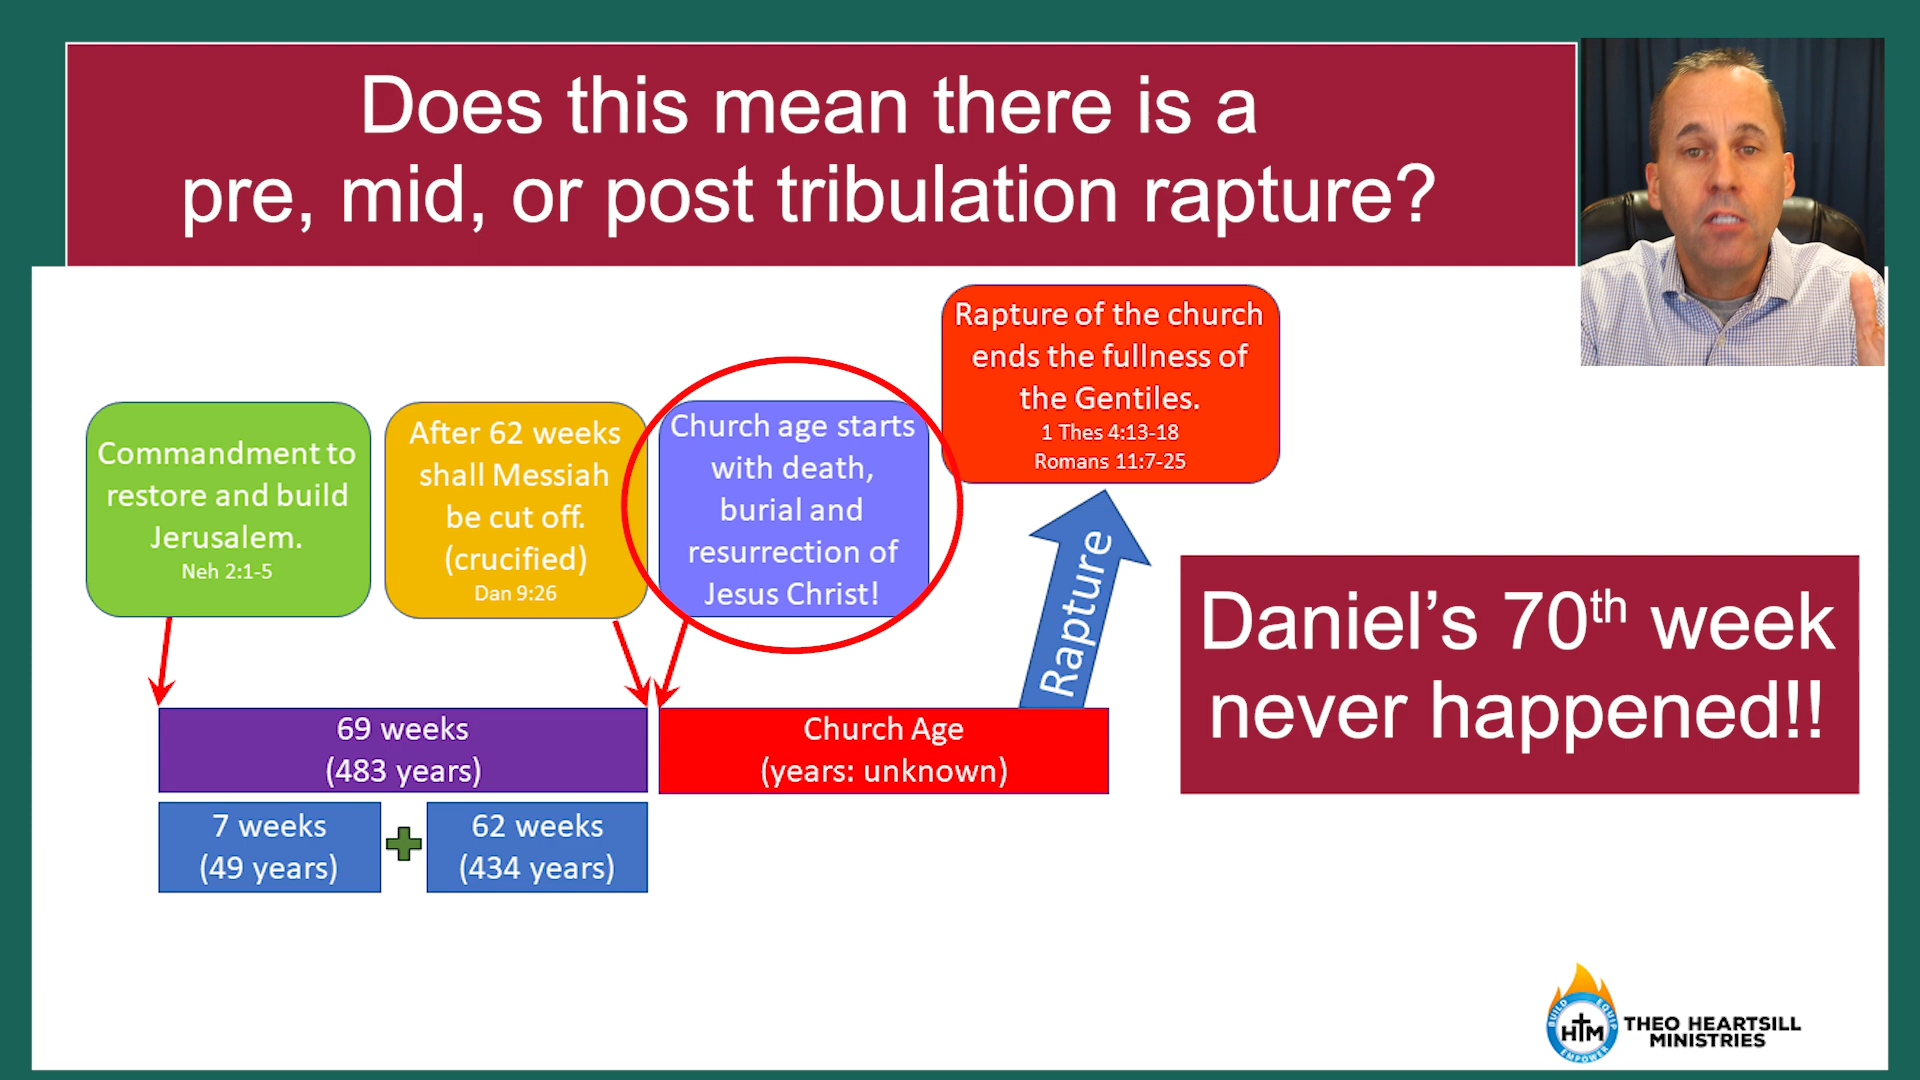 Does this mean there is a
pre, mid, or post tribulation rapture?
Commandment to
restore and build
Jerusalem.
Neh 2:1-5
After 62 weeks
shall Messiah
be cut off.
(crucified)
Dan 9:26
Church age starts
with death,
burial and
resurrection of
Jesus Christ!
Rapture of the church
ends the fullness of
the Gentiles.
1 Thes 4:13-18
Romans 11:7-25
Rapture
Daniel’s 70th week
never happened!!
69 weeks
(483 years)
Church Age
(years: unknown)
7 weeks
(49 years)
62 weeks
(434 years)
BUILD
EQUIP
HTM
EMPOWER
THEO HEARTSILL
MINISTRIES